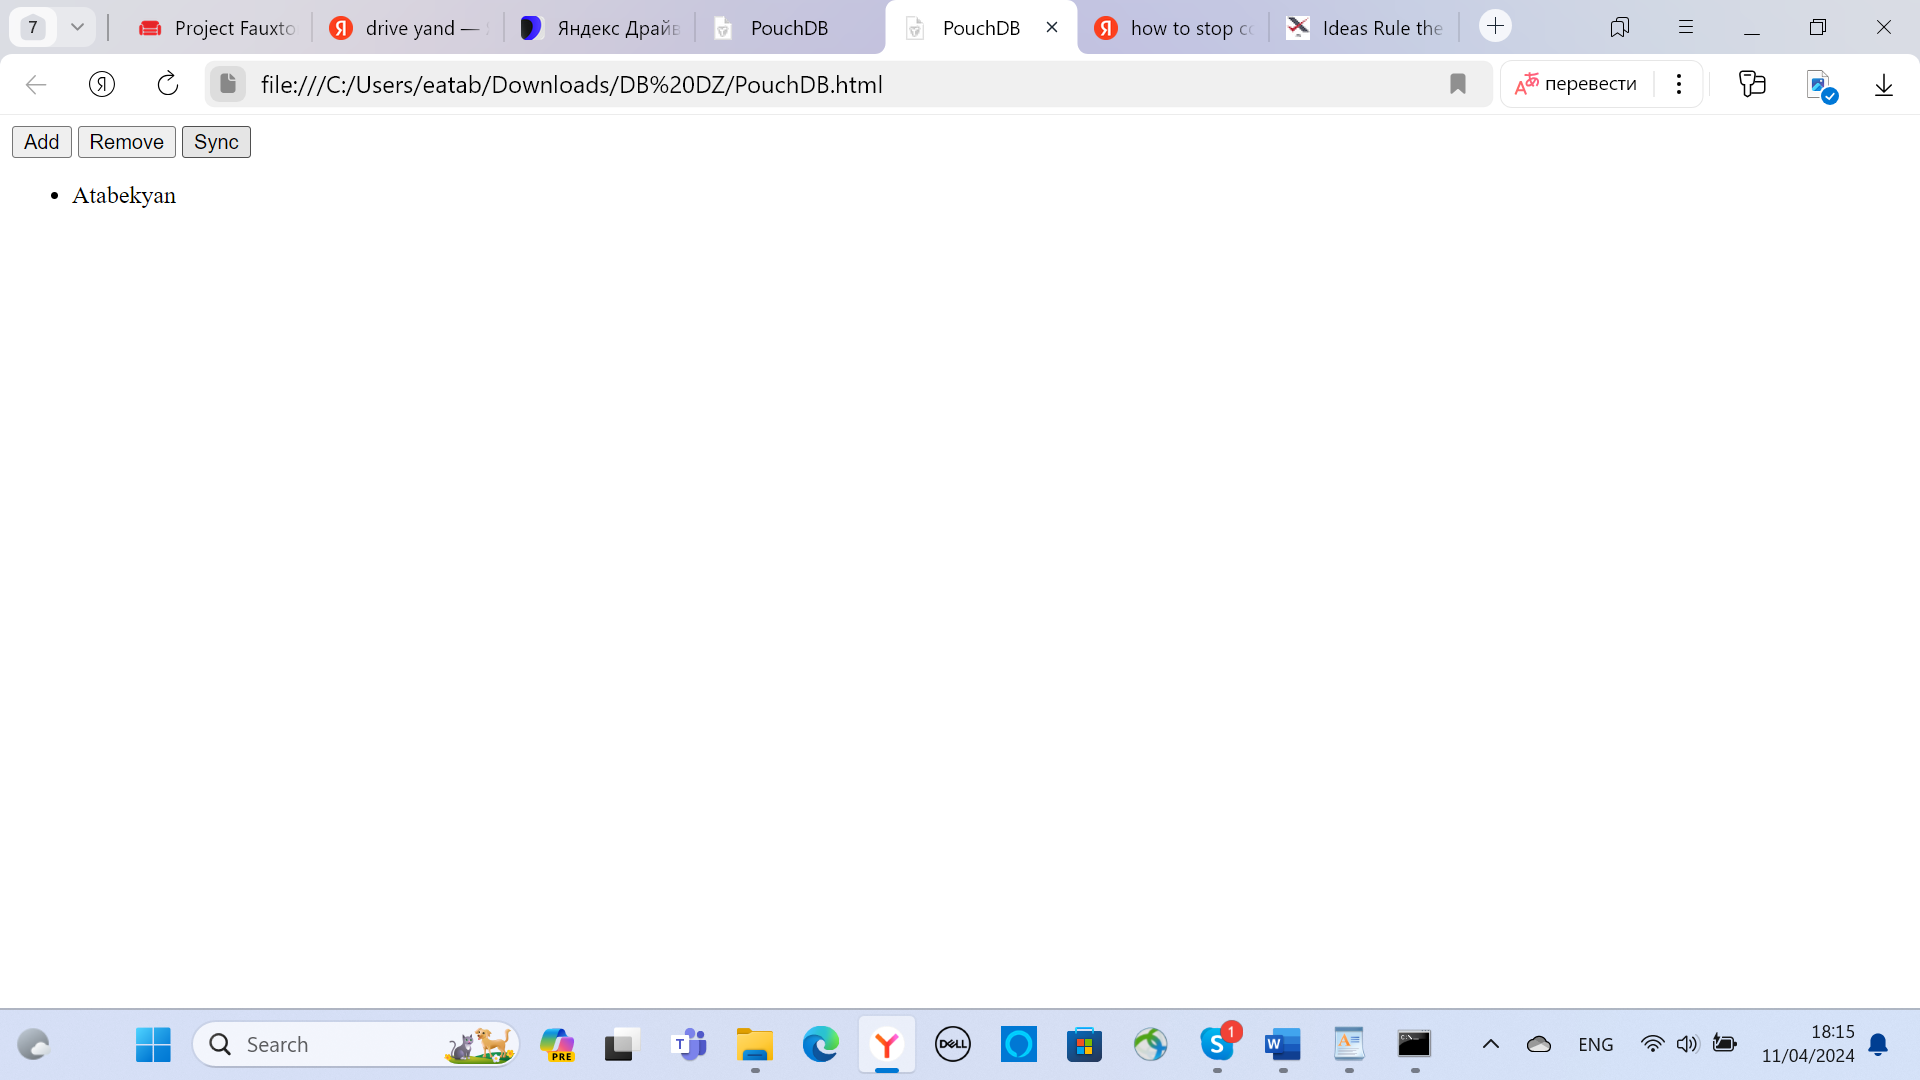 7
Project Fauxto
drive yand —
Яндекс Драйв
PouchDB
PouchDB
how to stop co
Ideas Rule the
file:///C:/Users/eatab/Downloads/DB%20DZ/PouchDB.html
перевести
Add Remove Sync
• Atabekyan
Search
PRE
DELL
1
ENG
18:15
11/04/2024